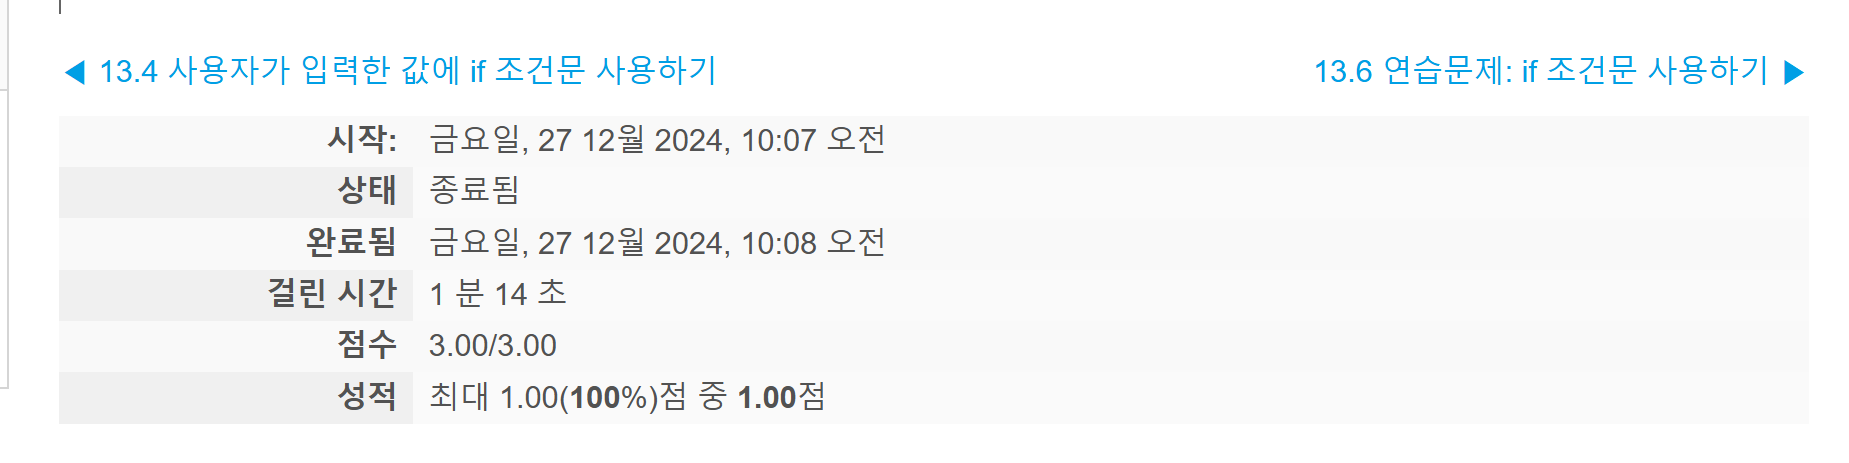 ◀ 13.4 사용자가 입력한 값에 if 조건문 사용하기
13.6 연습문제: if 조건문 사용하기 ▶
시작: 금요일, 27 12월 2024, 10:07 오전
상태 종료됨
완료됨 금요일, 27 12월 2024, 10:08 오전
걸린 시간 1 분 14 초
점수 3.00/3.00
성적 최대 1.00(100%)점 중 1.00점